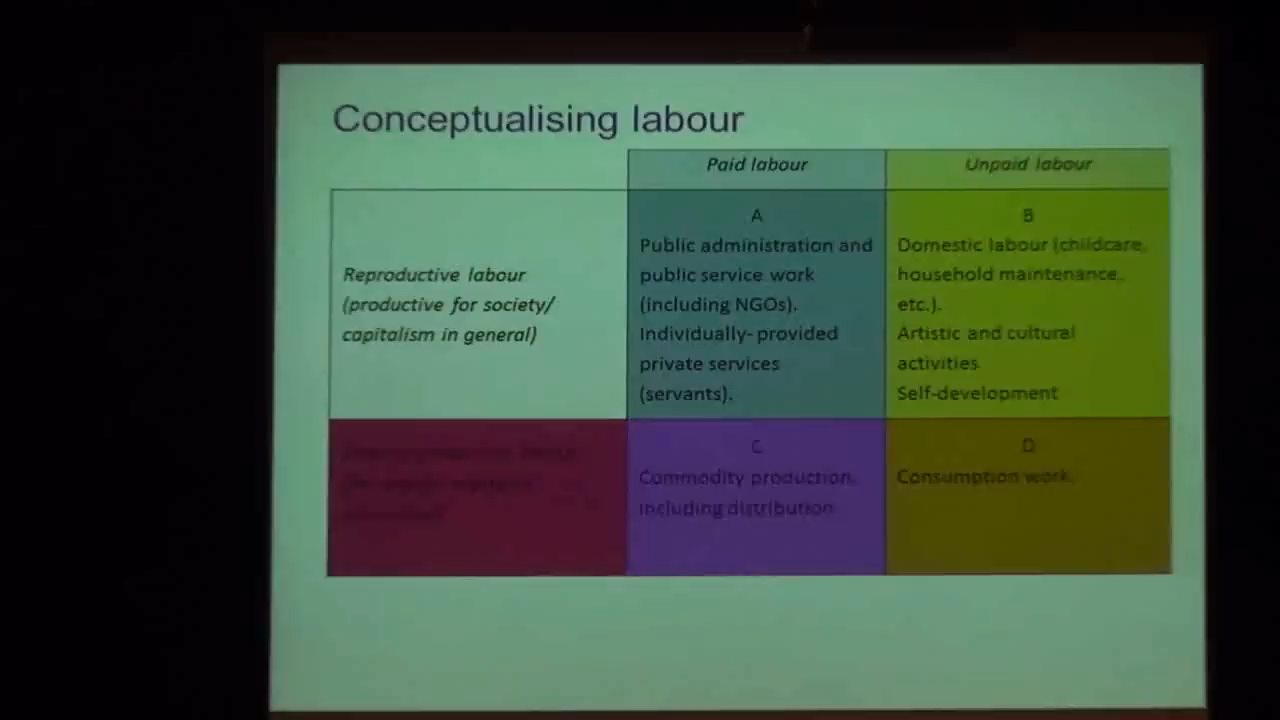 Conceptualising labour
Paid labour
Unpaid labour
Reproductive labour
(productive for society/
capitalism in general)
A
Public administration and
public service work
(including NGOs).
Individually-provided
private services
(servants).
B
Domestic labour (childcare,
household maintenance,
etc.).
Artistic and cultural
activities
Self-development
C
Commodity production,
including distribution
D
Consumption work.